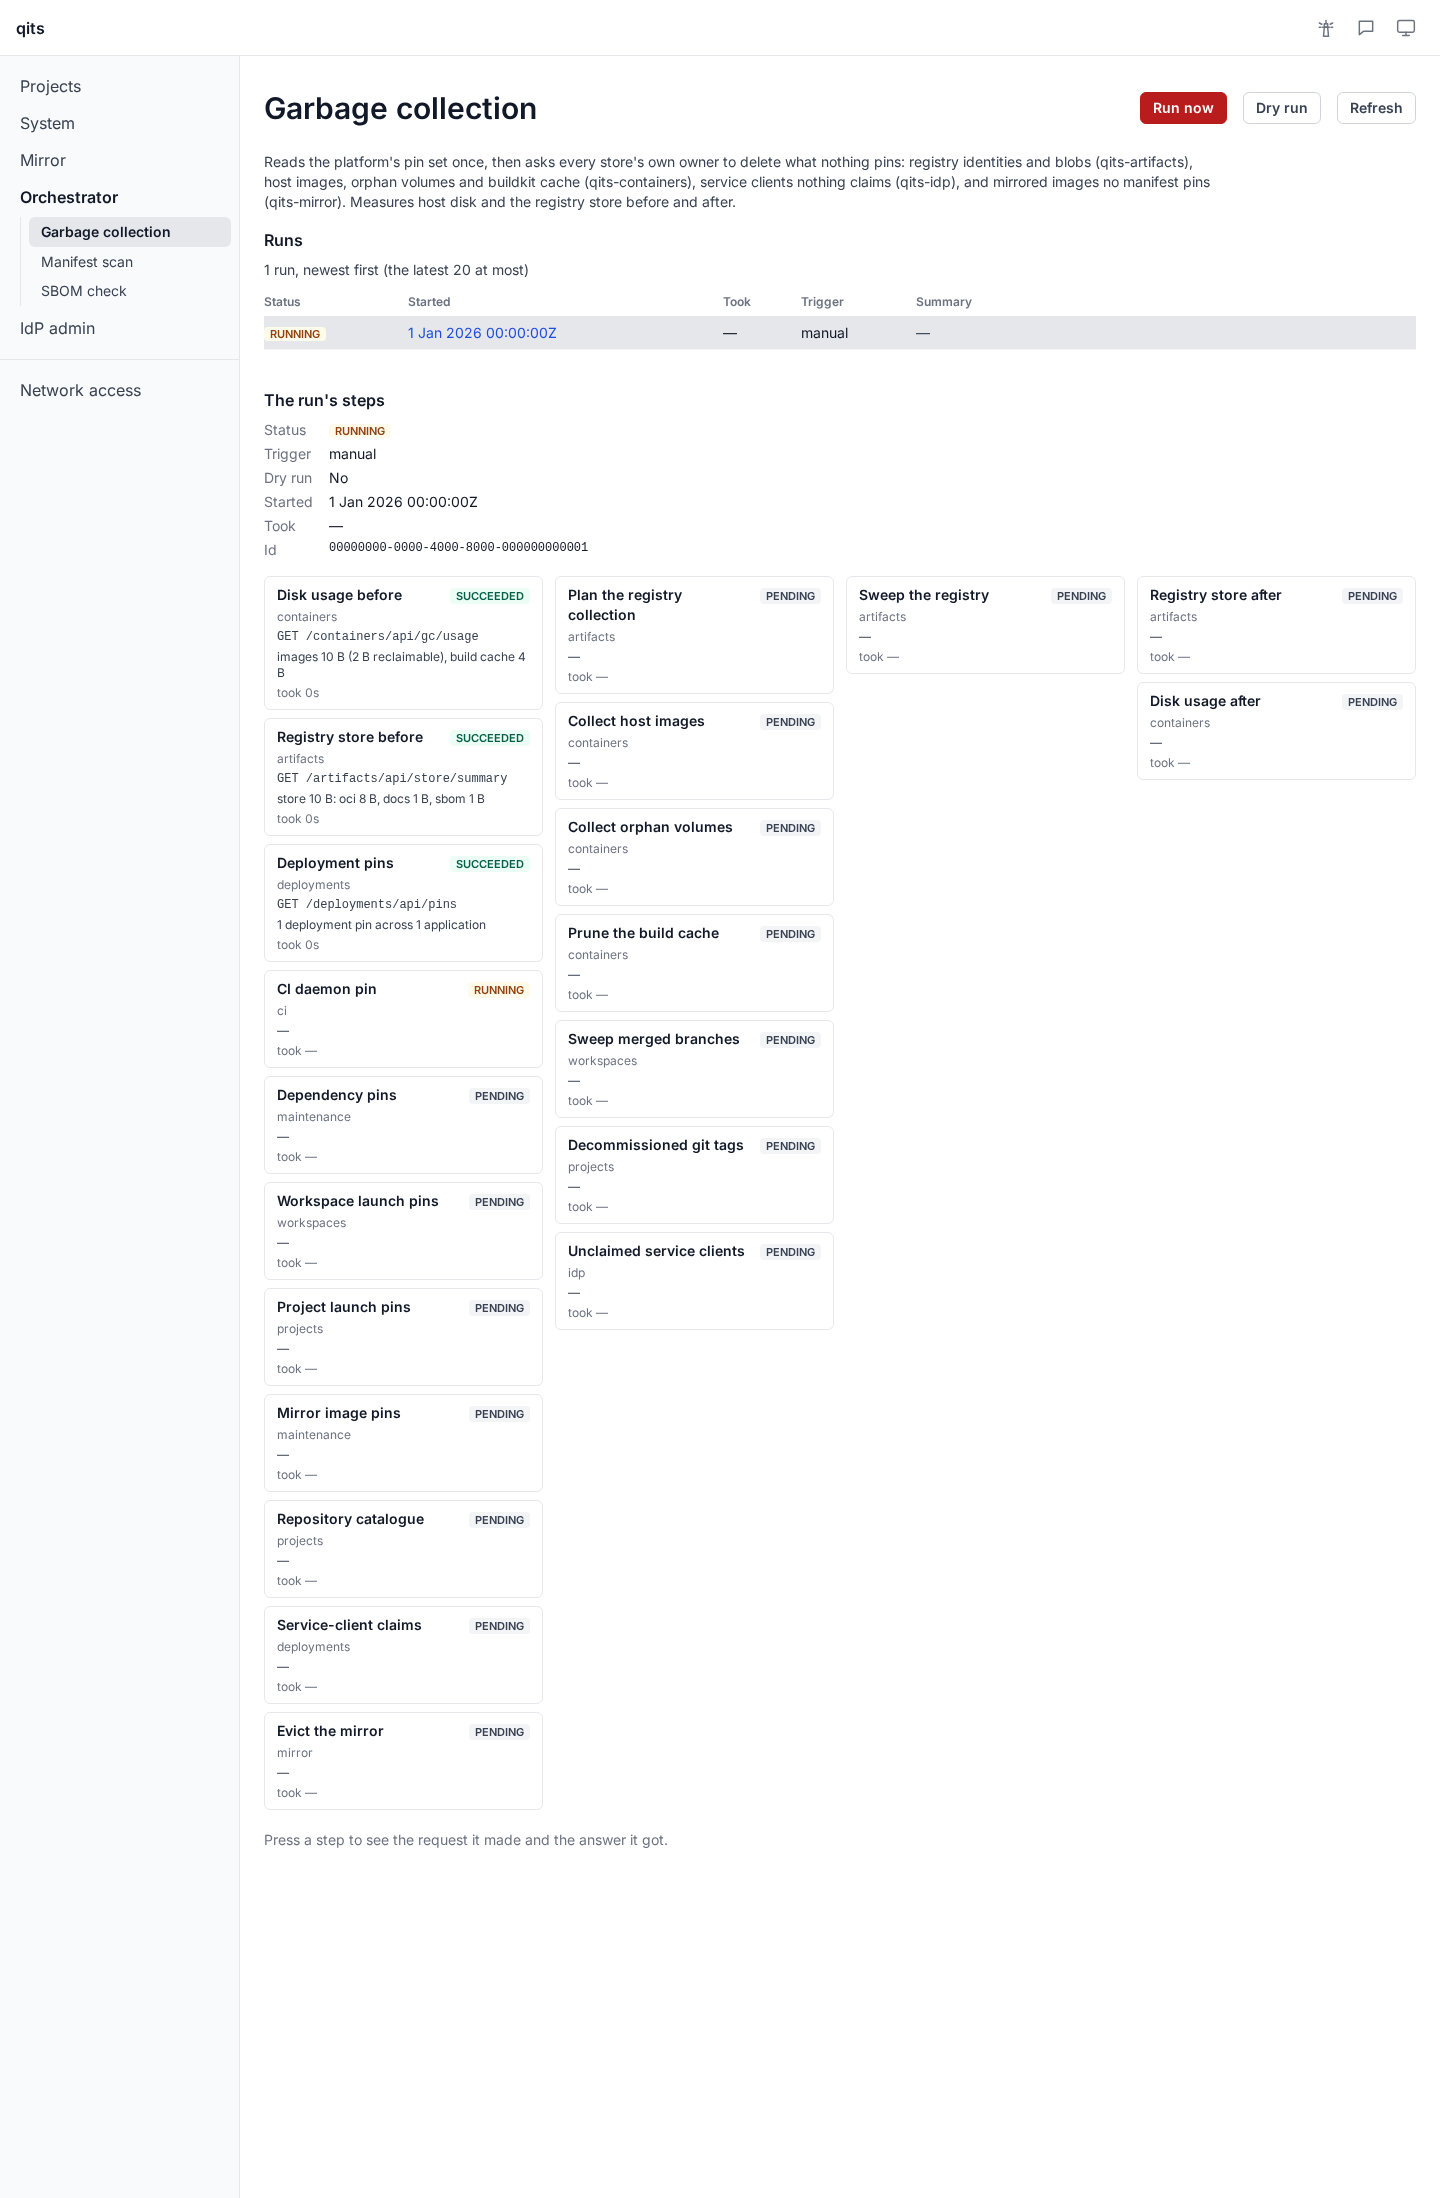 qits
Projects
System
Mirror
Orchestrator
Garbage collection
Manifest scan
SBOM check
IdP admin
Network access
Garbage collection
Run now
Dry run
Refresh
Reads the platform's pin set once, then asks every store's own owner to delete what nothing pins: registry identities and blobs (qits-artifacts),
host images, orphan volumes and buildkit cache (qits-containers), service clients nothing claims (qits-idp), and mirrored images no manifest pins
(qits-mirror). Measures host disk and the registry store before and after.
Runs
1 run, newest first (the latest 20 at most)
Status Started Took Trigger Summary
RUNNING 1 Jan 2026 00:00:00Z — manual —
The run's steps
Status RUNNING
Trigger manual
Dry run No
Started 1 Jan 2026 00:00:00Z
Took —
Id 00000000-0000-4000-8000-000000000001
Disk usage before SUCCEEDED
containers
GET /containers/api/gc/usage
images 10 B (2 B reclaimable), build cache 4
B
took 0s
Registry store before SUCCEEDED
artifacts
GET /artifacts/api/store/summary
store 10 B: oci 8 B, docs 1 B, sbom 1 B
took 0s
Deployment pins SUCCEEDED
deployments
GET /deployments/api/pins
1 deployment pin across 1 application
took 0s
CI daemon pin RUNNING
ci
—
took —
Dependency pins PENDING
maintenance
—
took —
Workspace launch pins PENDING
workspaces
—
took —
Project launch pins PENDING
projects
—
took —
Mirror image pins PENDING
maintenance
—
took —
Repository catalogue PENDING
projects
—
took —
Service-client claims PENDING
deployments
—
took —
Evict the mirror PENDING
mirror
—
took —
Plan the registry PENDING
collection
artifacts
—
took —
Collect host images PENDING
containers
—
took —
Collect orphan volumes PENDING
containers
—
took —
Prune the build cache PENDING
containers
—
took —
Sweep merged branches PENDING
workspaces
—
took —
Decommissioned git tags PENDING
projects
—
took —
Unclaimed service clients PENDING
idp
—
took —
Sweep the registry PENDING
artifacts
—
took —
Registry store after PENDING
artifacts
—
took —
Disk usage after PENDING
containers
—
took —
Press a step to see the request it made and the answer it got.